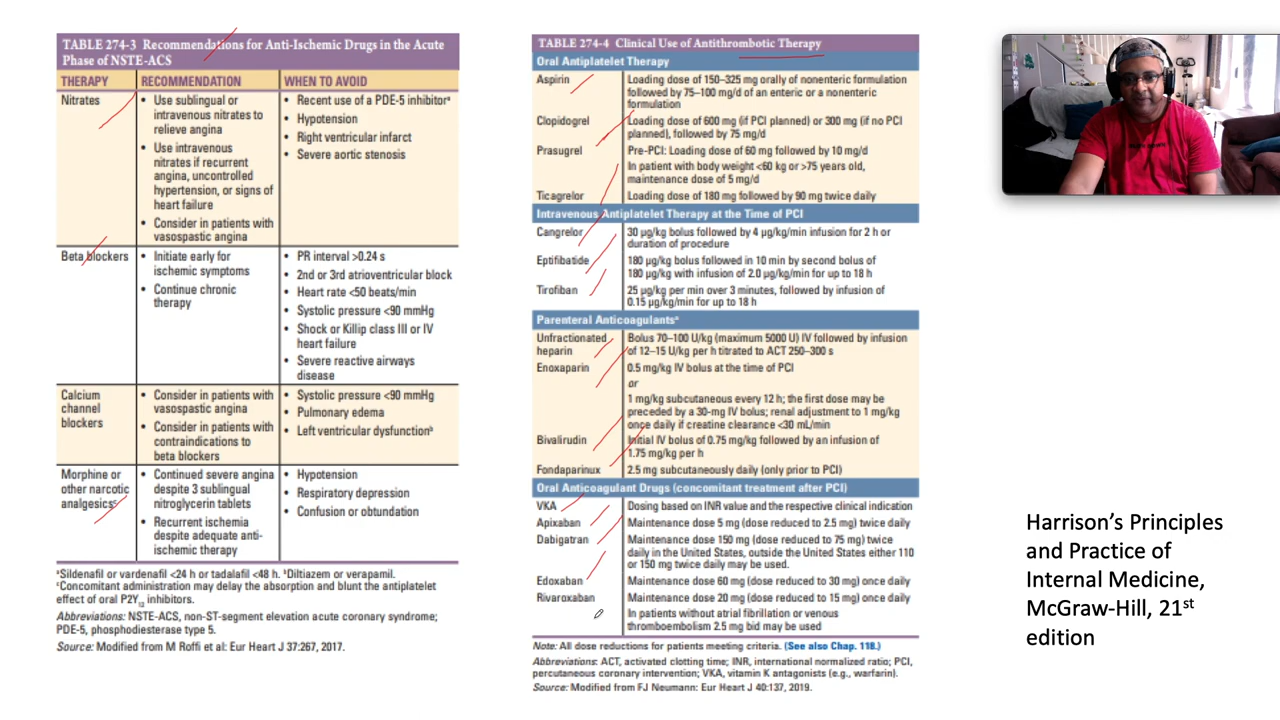 TABLE 274-3 Recommendations for Anti-Ischemic Drugs in the Acute
Phase of NSTE-ACS
THERAPY RECOMMENDATION WHEN TO AVOID
Nitrates
• Use sublingual or
intravenous nitrates to
relieve angina
• Use intravenous
nitrates if recurrent
angina, uncontrolled
hypertension, or signs of
heart failure
• Consider in patients with
vasospastic angina
• Recent use of a PDE-5 inhibitorᵃ
• Hypotension
• Right ventricular infarct
• Severe aortic stenosis
Beta blockers
• Initiate early for
ischemic symptoms
• Continue chronic
therapy
• PR interval >0.24 s
• 2nd or 3rd atrioventricular block
• Heart rate <50 beats/min
• Systolic pressure <90 mmHg
• Shock or Killip class III or IV
heart failure
• Severe reactive airways
disease
Calcium
channel
blockers
• Consider in patients with
vasospastic angina
• Consider in patients with
contraindications to
beta blockers
• Systolic pressure <90 mmHg
• Pulmonary edema
• Left ventricular dysfunctionᵇ
Morphine or
other narcotic
analgesicsᶜ
• Continued severe angina
despite 3 sublingual
nitroglycerin tablets
• Recurrent ischemia
despite adequate anti-
ischemic therapy
• Hypotension
• Respiratory depression
• Confusion or obtundation
ᵃSildenafil or vardenafil <24 h or tadalafil <48 h. ᵇDiltiazem or verapamil.
ᶜConcomitant administration may delay the absorption and blunt the antiplatelet
effect of oral P2Y₁₂ inhibitors.
Abbreviations: NSTE-ACS, non-ST-segment elevation acute coronary syndrome;
PDE-5, phosphodiesterase type 5.
Source: Modified from M Roffi et al: Eur Heart J 37:267, 2017.
TABLE 274-4 Clinical Use of Antithrombotic Therapy
Oral Antiplatelet Therapy
Aspirin Loading dose of 150–325 mg orally of nonenteric formulation
followed by 75–100 mg/d of an enteric or a nonenteric
formulation
Clopidogrel Loading dose of 600 mg (if PCI planned) or 300 mg (if no PCI
planned), followed by 75 mg/d
Prasugrel Pre-PCI: Loading dose of 60 mg followed by 10 mg/d
In patient with body weight <60 kg or >75 years old,
maintenance dose of 5 mg/d
Ticagrelor Loading dose of 180 mg followed by 90 mg twice daily
Intravenous Antiplatelet Therapy at the Time of PCI
Cangrelor 30 µg/kg bolus followed by 4 µg/kg/min infusion for 2 h or
duration of procedure
Eptifibatide 180 µg/kg bolus followed in 10 min by second bolus of
180 µg/kg with infusion of 2.0 µg/kg/min for up to 18 h
Tirofiban 25 µg/kg per min over 3 minutes, followed by infusion of
0.15 µg/kg/min for up to 18 h
Parenteral Anticoagulantsᵃ
Unfractionated Bolus 70–100 U/kg (maximum 5000 U) IV followed by infusion
heparin of 12–15 U/kg per h titrated to ACT 250–300 s
Enoxaparin 0.5 mg/kg IV bolus at the time of PCI
or
1 mg/kg subcutaneous every 12 h; the first dose may be
preceded by a 30-mg IV bolus; renal adjustment to 1 mg/kg
once daily if creatine clearance <30 mL/min
Bivalirudin Initial IV bolus of 0.75 mg/kg followed by an infusion of
1.75 mg/kg per h
Fondaparinux 2.5 mg subcutaneously daily (only prior to PCI)
Oral Anticoagulant Drugs (concomitant treatment after PCI)
VKA Dosing based on INR value and the respective clinical indication
Apixaban Maintenance dose 5 mg (dose reduced to 2.5 mg) twice daily
Dabigatran Maintenance dose 150 mg (dose reduced to 75 mg) twice
daily in the United States, outside the United States either 110
or 150 mg twice daily may be used.
Edoxaban Maintenance dose 60 mg (dose reduced to 30 mg) once daily
Rivaroxaban Maintenance dose 20 mg (dose reduced to 15 mg) once daily
In patients without atrial fibrillation or venous
thromboembolism 2.5 mg bid may be used
Note: All dose reductions for patients meeting criteria. (See also Chap. 118.)
Abbreviations: ACT, activated clotting time; INR, international normalized ratio; PCI,
percutaneous coronary intervention; VKA, vitamin K antagonists (e.g., warfarin).
Source: Modified from FJ Neumann: Eur Heart J 40:137, 2019.
Harrison's Principles
and Practice of
Internal Medicine,
McGraw-Hill, 21st
edition